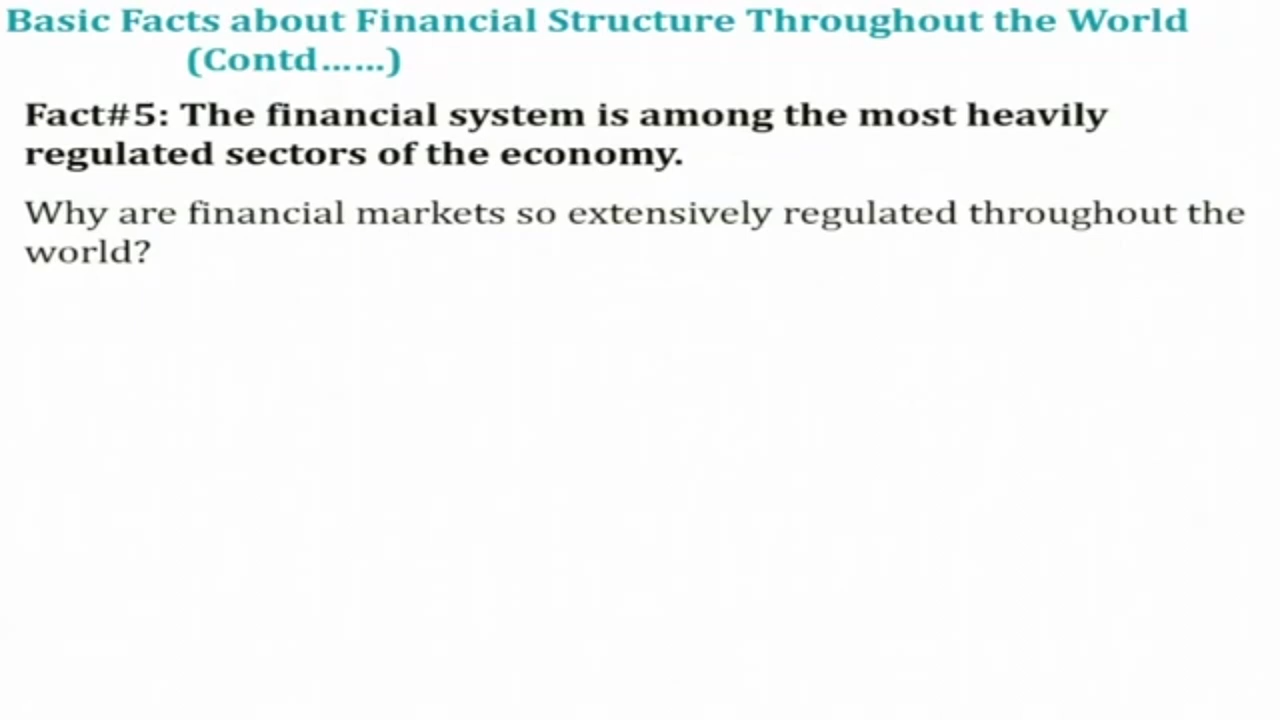 Basic Facts about Financial Structure Throughout the World
(Contd......)
Fact#5: The financial system is among the most heavily
regulated sectors of the economy.
Why are financial markets so extensively regulated throughout the
world?